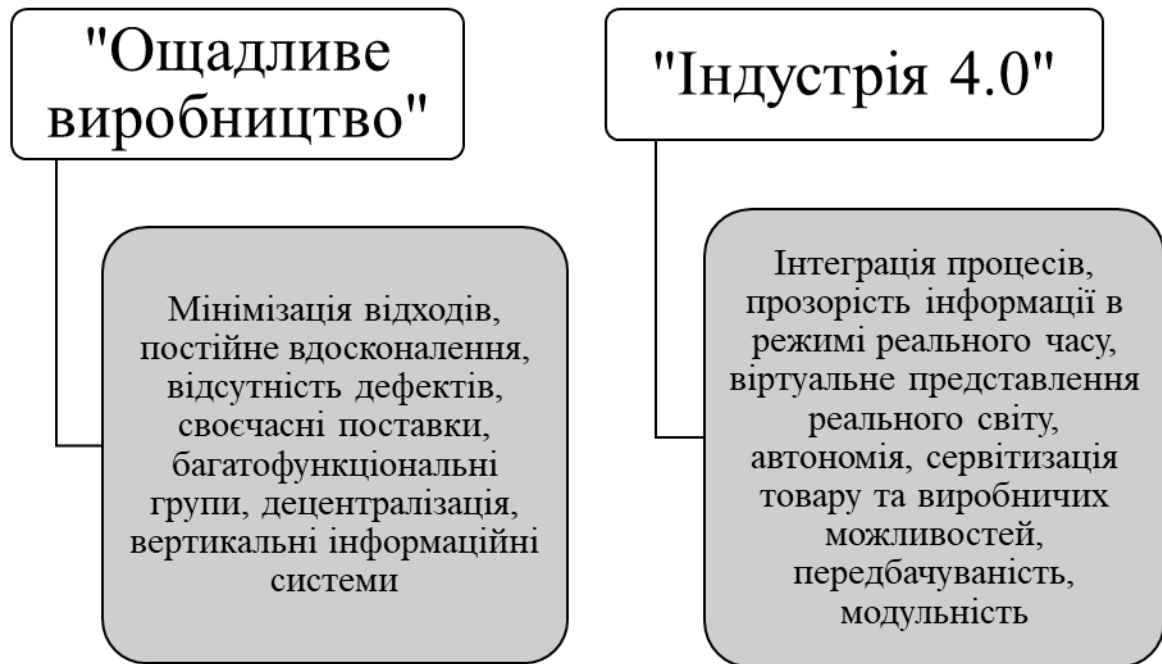 "Ощадливе
виробництво"
Мінімізація відходів,
постійне вдосконалення,
відсутність дефектів,
своєчасні поставки,
багатофункціональні
групи, децентралізація,
вертикальні інформаційні
системи
"Індустрія 4.0"
Інтеграція процесів,
прозорість інформації в
режимі реального часу,
віртуальне представлення
реального світу,
автономія, сервітизація
товару та виробничих
можливостей,
передбачуваність,
модульність